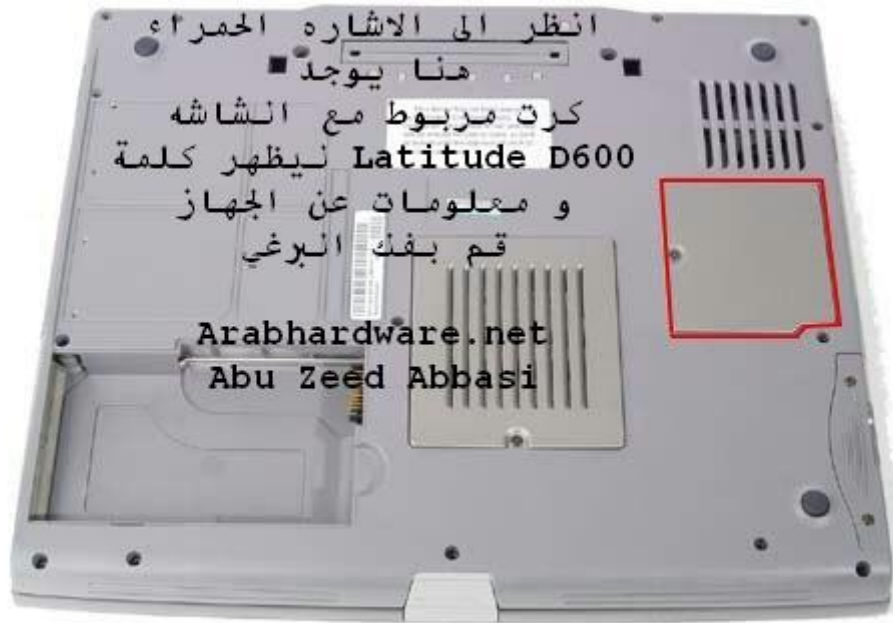 انظر الى الاشاره الحمراء
هنا يوجد
كرت مربوط مع الشاشه
ليظهر كلمة Latitude D600
و معلومات عن الجهاز
قم بفك البرغي
Arabhardware.net
Abu Zeed Abbasi